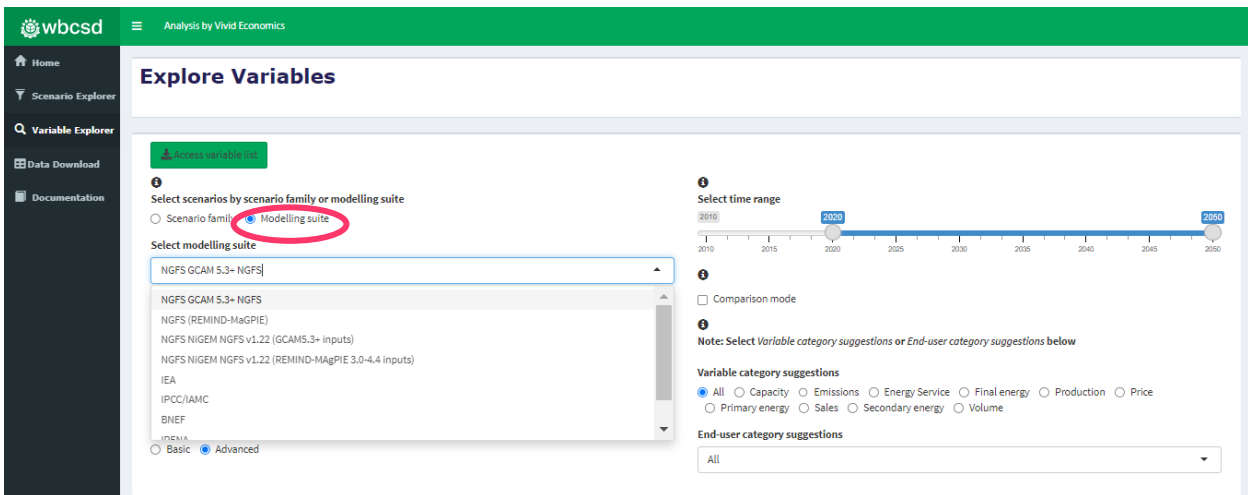 wbcsd
Analysis by Vivid Economics
Home
Scenario Explorer
Variable Explorer
Data Download
Documentation
Explore Variables
Access variable list
Select scenarios by scenario family or modelling suite
Scenario family Modelling suite
Select modelling suite
NGFS GCAM 5.3+ NGFS
NGFS GCAM 5.3+ NGFS
NGFS (REMIND-MaGPIE)
NGFS NiGEM NGFS v1.22 (GCAM5.3+ inputs)
NGFS NiGEM NGFS v1.22 (REMIND-MAgPIE 3.0-4.4 inputs)
IEA
IPCC/IAMC
BNEF
IRENA
Basic Advanced
Select time range
2010 2020 2050
2010 2015 2020 2025 2030 2035 2040 2045 2050
Comparison mode
Note: Select Variable category suggestions or End-user category suggestions below
Variable category suggestions
All Capacity Emissions Energy Service Final energy Production Price
Primary energy Sales Secondary energy Volume
End-user category suggestions
All